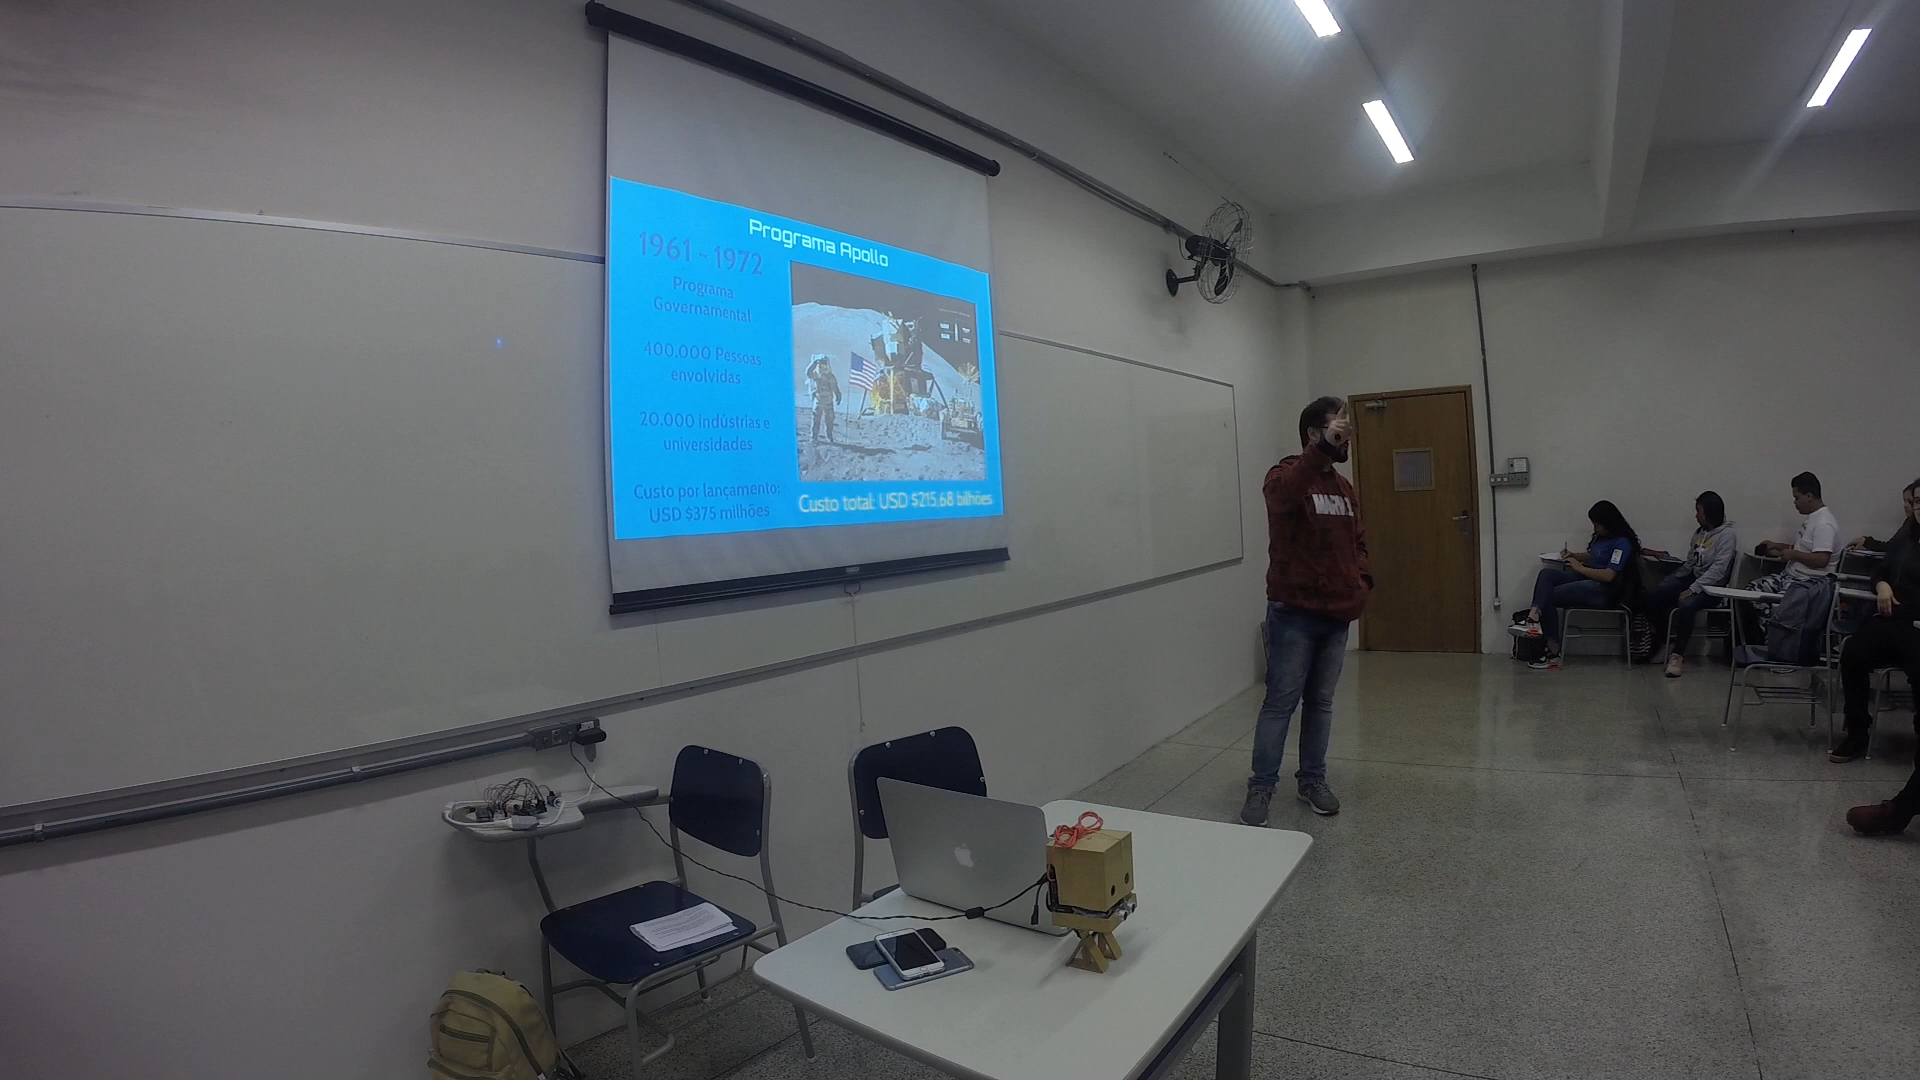 Programa Apollo
1961 - 1972
Programa
Governamental
400.000 Pessoas
envolvidas
20.000 indústrias e
universidades
Custo por lançamento:
USD $375 milhões
Custo total: USD $215,68 bilhões